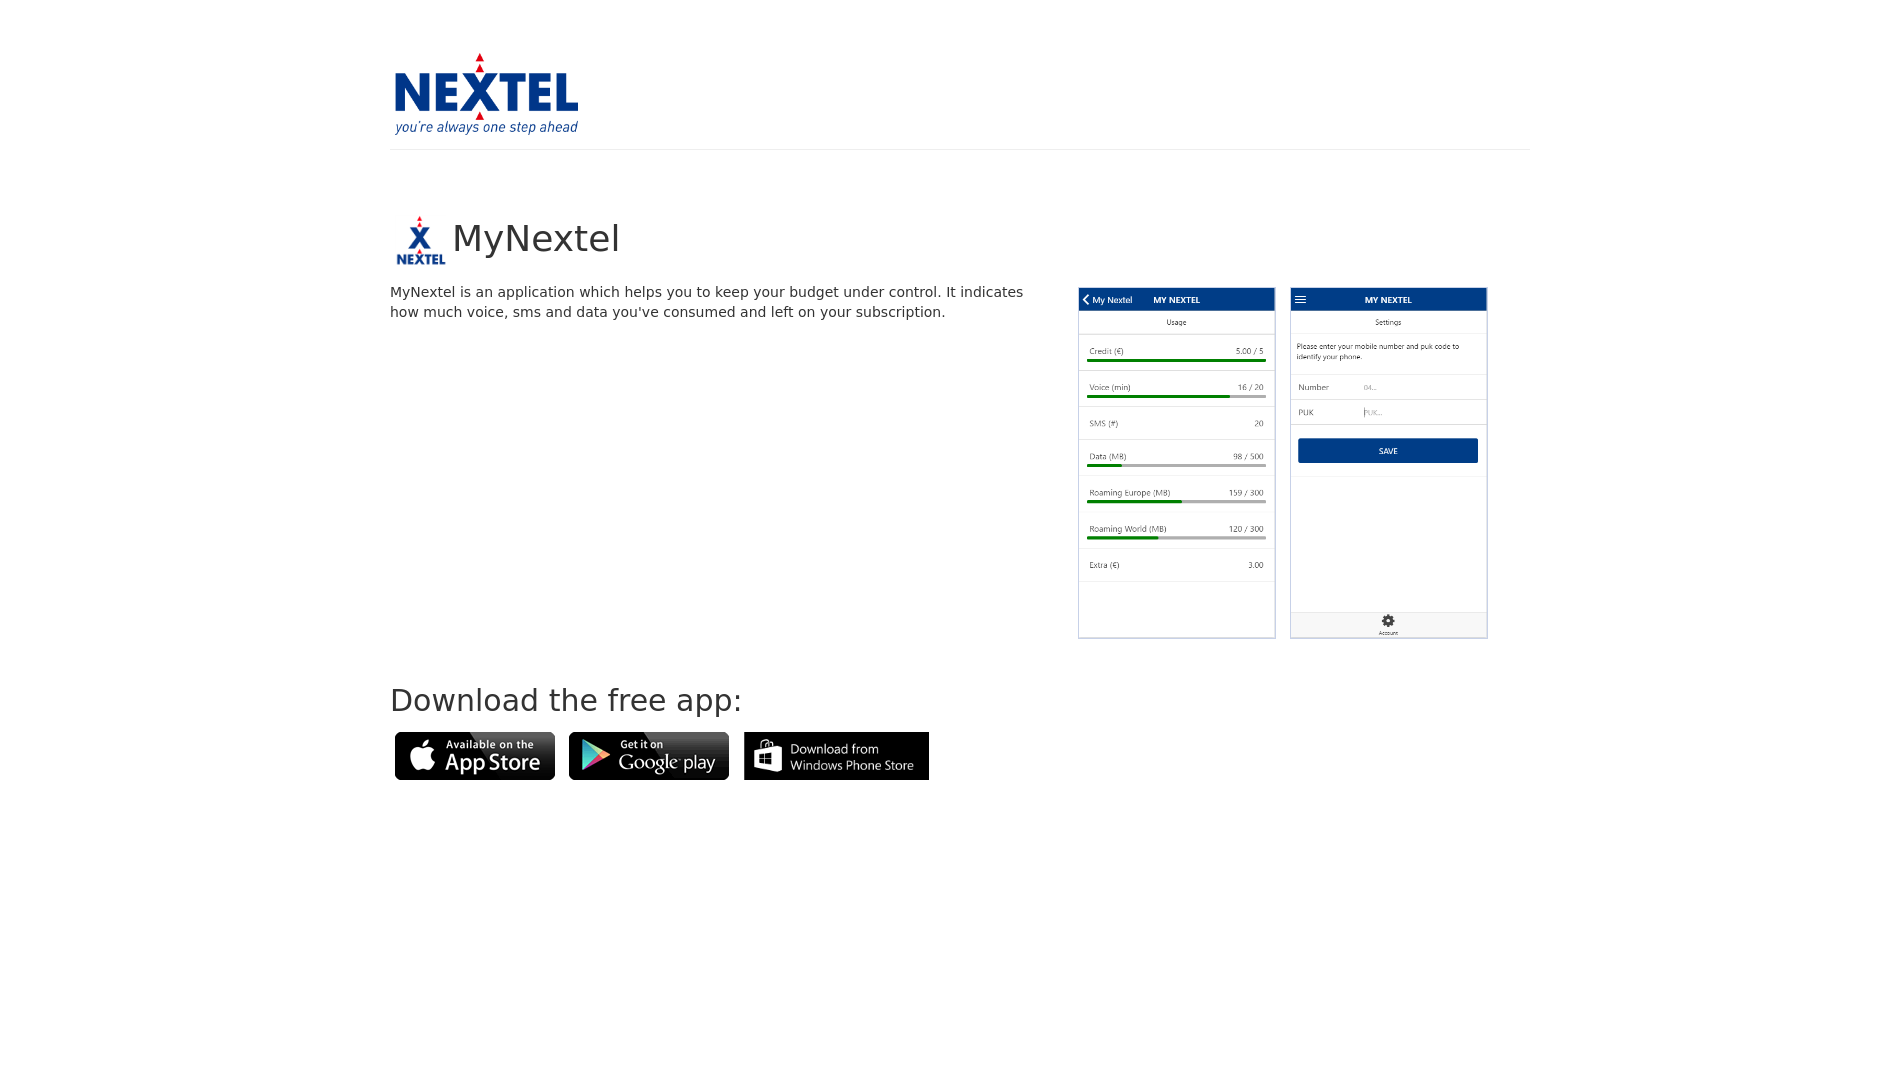 NEXTEL
you're always one step ahead
NEXTEL
MyNextel
MyNextel is an application which helps you to keep your budget under control. It indicates
how much voice, sms and data you've consumed and left on your subscription.
My Nextel MY NEXTEL
Usage
Credit (€) 5.00 / 5
Voice (min) 16 / 20
SMS (#) 20
Data (MB) 98 / 500
Roaming Europe (MB) 159 / 300
Roaming World (MB) 120 / 300
Extra (€) 3.00
MY NEXTEL
Settings
Please enter your mobile number and puk code to
identify your phone.
Number 04...
PUK PUK...
SAVE
Account
Download the free app:
Available on the
App Store
Get it on
Google play
Download from
Windows Phone Store